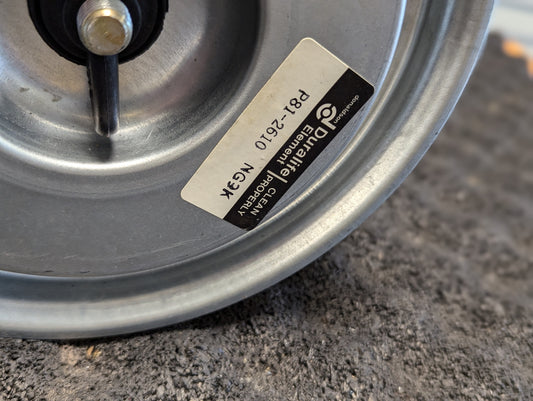 donaldson
Duralife
Element
CLEAN
PROPERLY
P81-2610 NG3K